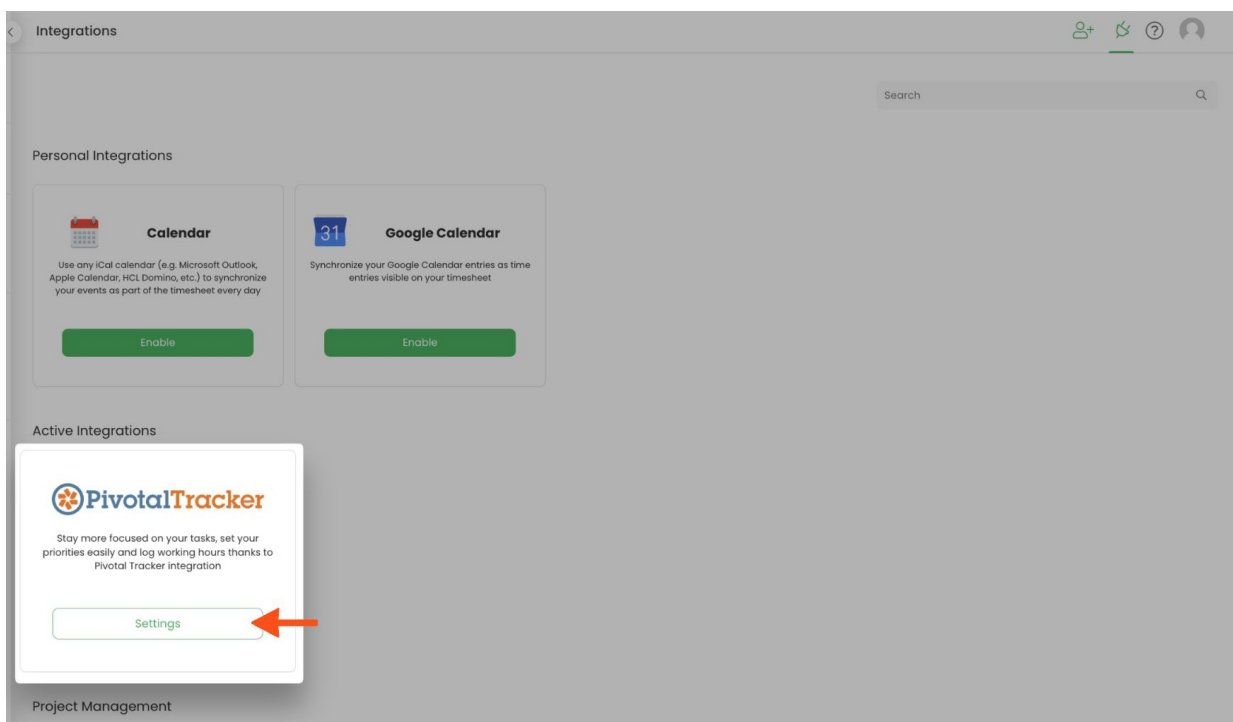 Integrations
Search
Personal Integrations
Calendar
Use any iCal calendar (e.g. Microsoft Outlook,
Apple Calendar, HCL Domino, etc.) to synchronize
your events as part of the timesheet every day
Enable
31
Google Calendar
Synchronize your Google Calendar entries as time
entries visible on your timesheet
Enable
Active Integrations
PivotalTracker
Stay more focused on your tasks, set your
priorities easily and log working hours thanks to
Pivotal Tracker integration
Settings
Project Management